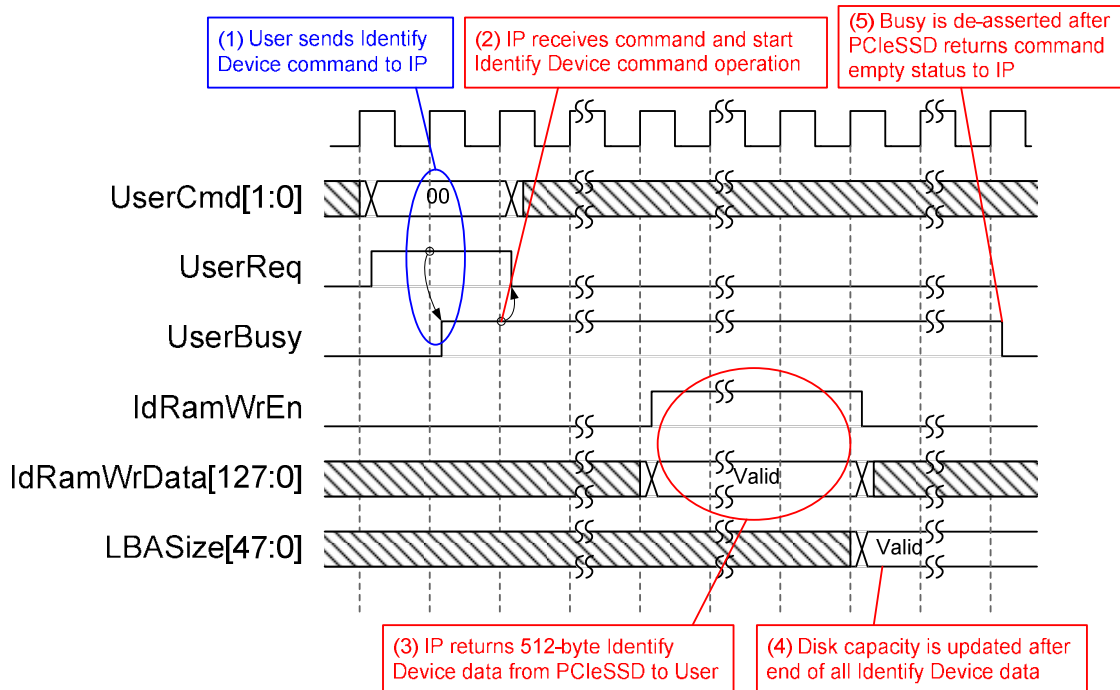 (1) User sends Identify
Device command to IP
(2) IP receives command and start
Identify Device command operation
(5) Busy is de-asserted after
PCIeSSD returns command
empty status to IP
UserCmd[1:0]
00
UserReq
UserBusy
IdRamWrEn
IdRamWrData[127:0]
Valid
LBASize[47:0]
Valid
(3) IP returns 512-byte Identify
Device data from PCIeSSD to User
(4) Disk capacity is updated after
end of all Identify Device data